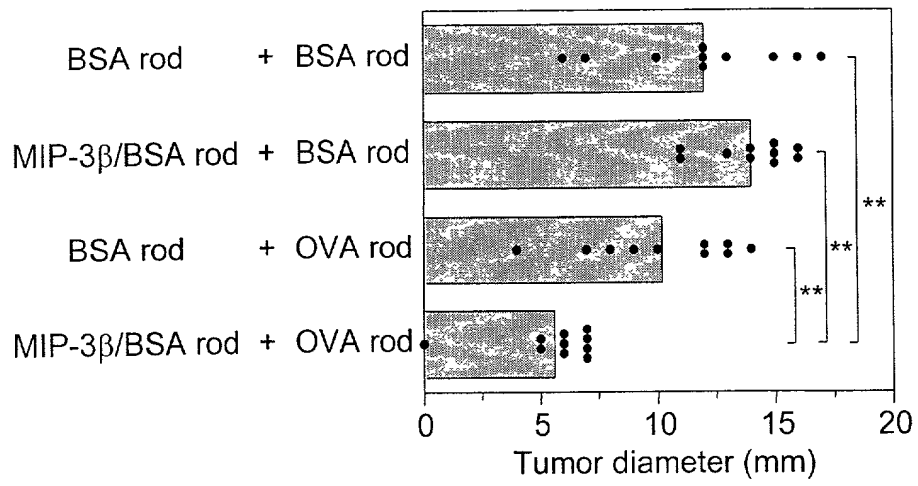 BSA rod + BSA rod
MIP-3β/BSA rod + BSA rod
BSA rod + OVA rod
MIP-3β/BSA rod + OVA rod
**
**
**
0 5 10 15 20
Tumor diameter (mm)